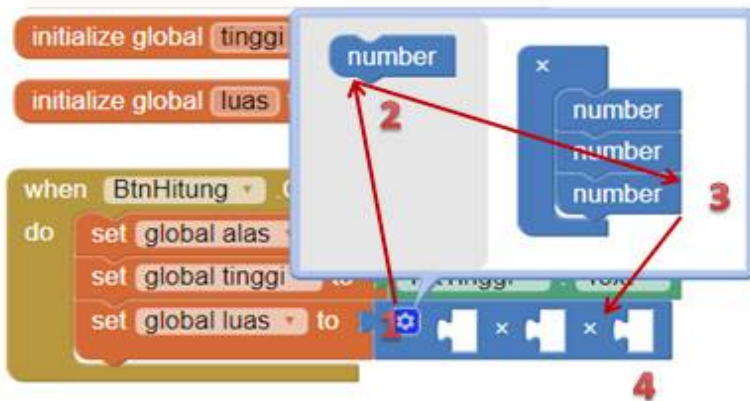 initialize global tinggi
number
×
initialize global luas
2
number
number
number
3
when BtnHitung
do set global alas
set global tinggi to
set global luas to 1 × ×
4